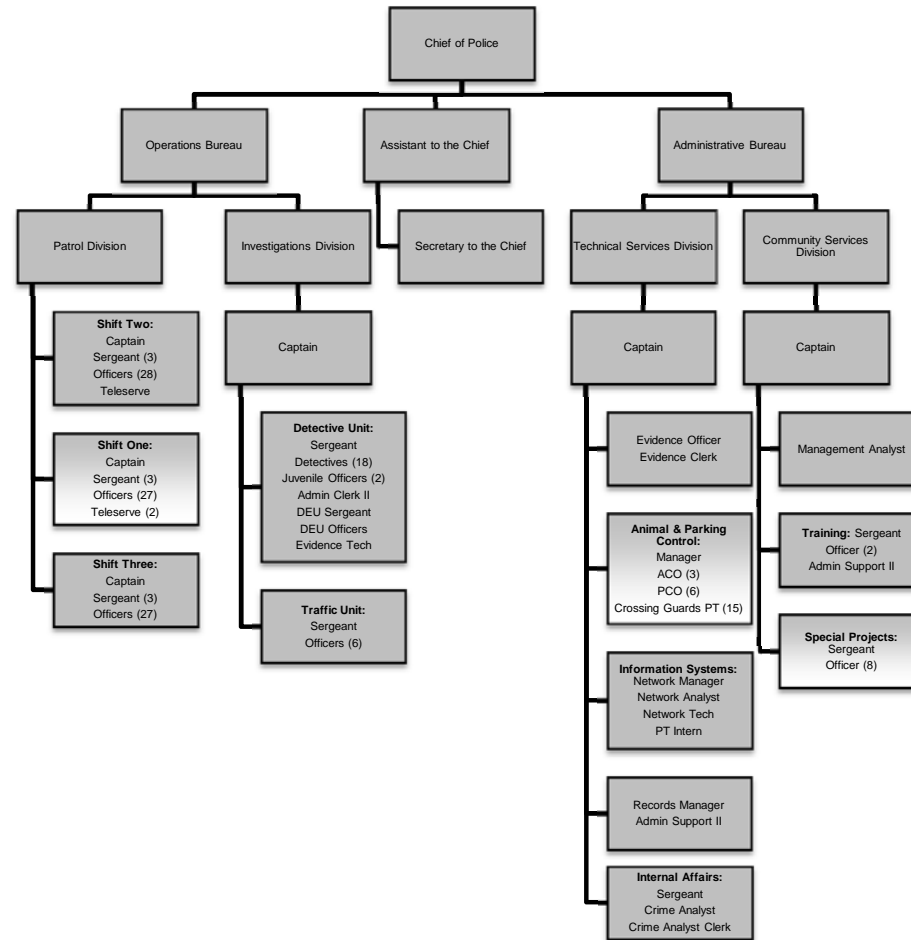 Chief of Police
Operations Bureau
Assistant to the Chief
Administrative Bureau
Patrol Division
Investigations Division
Secretary to the Chief
Technical Services Division
Community Services
Division
Shift Two:
Captain
Sergeant (3)
Officers (28)
Teleserve
Shift One:
Captain
Sergeant (3)
Officers (27)
Teleserve (2)
Shift Three:
Captain
Sergeant (3)
Officers (27)
Captain
Detective Unit:
Sergeant
Detectives (18)
Juvenile Officers (2)
Admin Clerk II
DEU Sergeant
DEU Officers
Evidence Tech
Traffic Unit:
Sergeant
Officers (6)
Captain
Evidence Officer
Evidence Clerk
Animal & Parking
Control:
Manager
ACO (3)
PCO (6)
Crossing Guards PT (15)
Information Systems:
Network Manager
Network Analyst
Network Tech
PT Intern
Records Manager
Admin Support II
Internal Affairs:
Sergeant
Crime Analyst
Crime Analyst Clerk
Captain
Management Analyst
Training: Sergeant
Officer (2)
Admin Support II
Special Projects:
Sergeant
Officer (8)